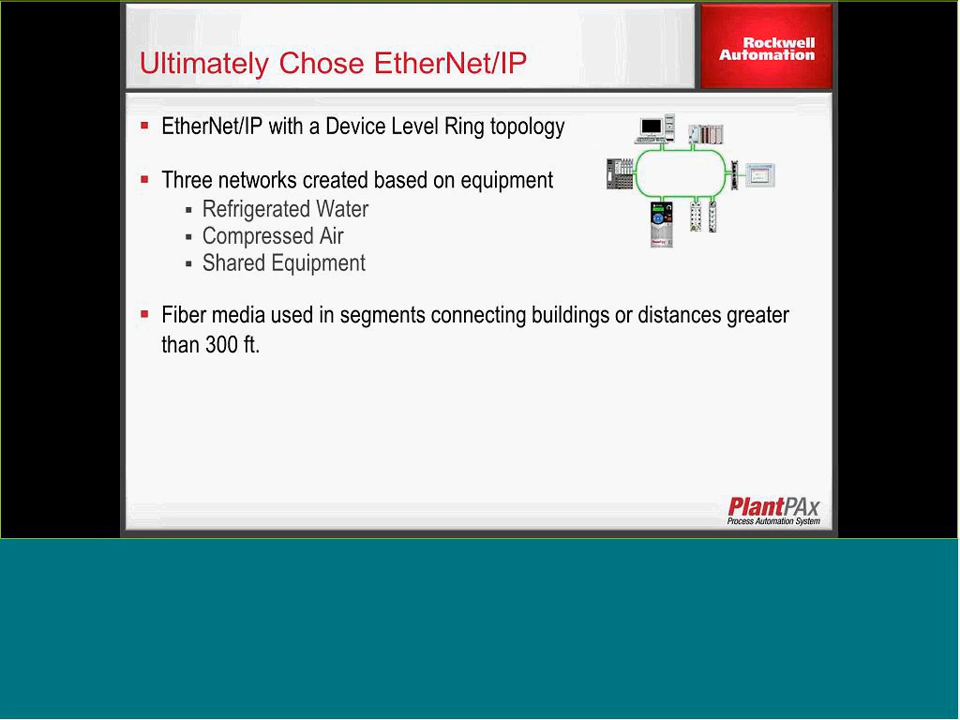 Ultimately Chose EtherNet/IP
Rockwell
Automation
EtherNet/IP with a Device Level Ring topology
Three networks created based on equipment
Refrigerated Water
Compressed Air
Shared Equipment
Fiber media used in segments connecting buildings or distances greater
than 300 ft.
PlantPAx
Process Automation System